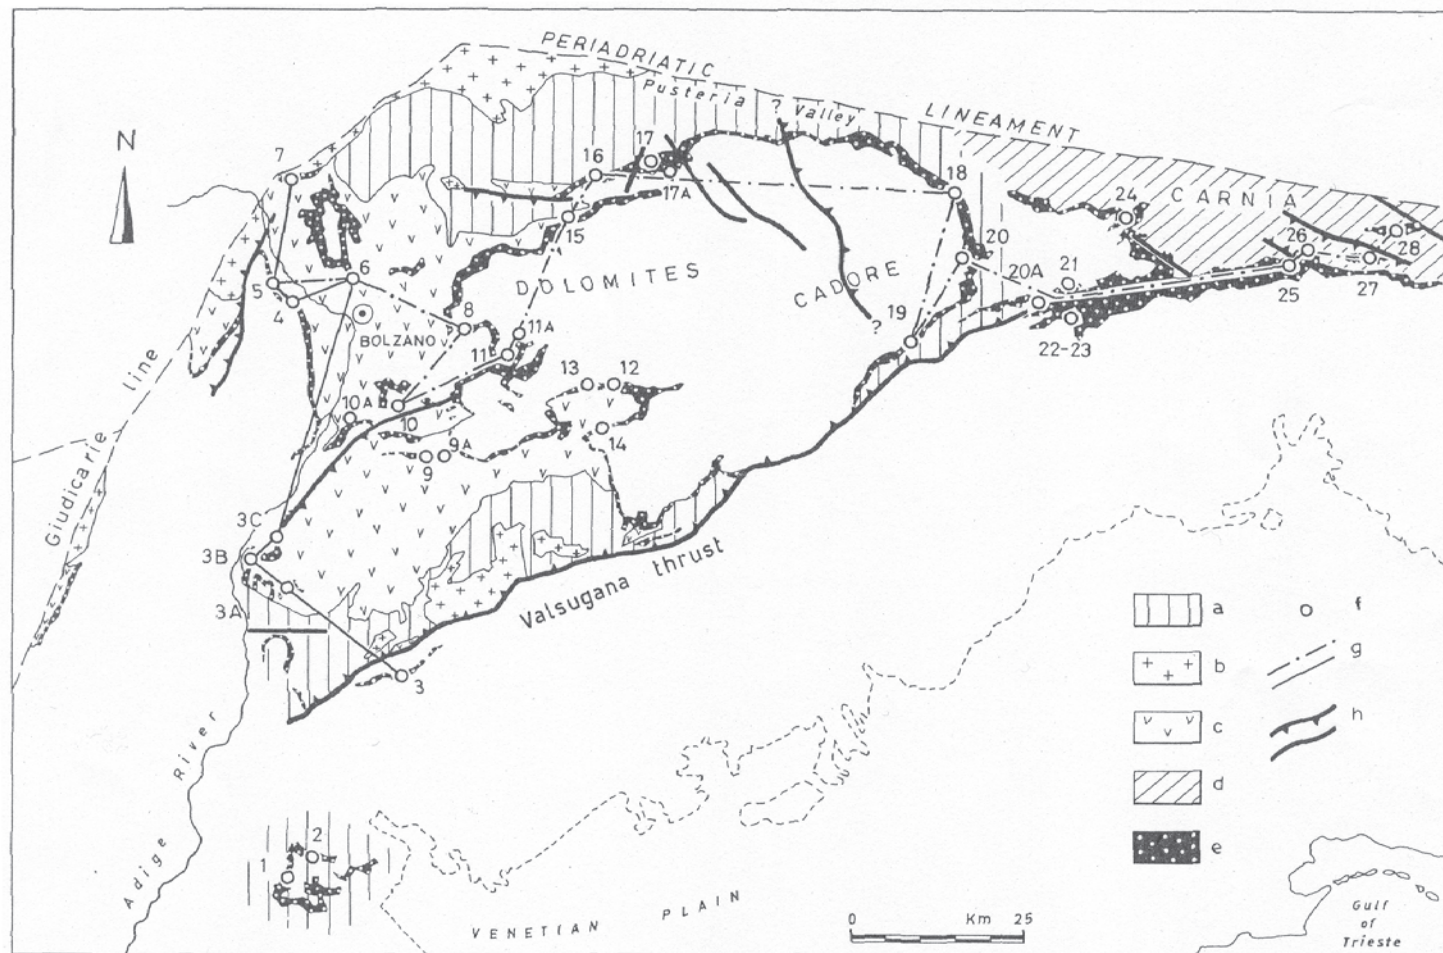 PERIADRIATIC
Pusteria
? Valley
LINEAMENT
N
7
16
17
17A
18
24
CARNIA
15
26
28
6
20
5
DOLOMITES
20A
21
4
CADORE
8
25
27
11A
19
?
BOLZANO
11
22-23
13
12
10A
10
14
9
9A
Giudicarie line
3C
3B
Valsugana thrust
3A
a
f
b
g
3
c
h
d
Adige River
2
e
1
0 Km 25
VENETIAN PLAIN
Gulf
of
Trieste